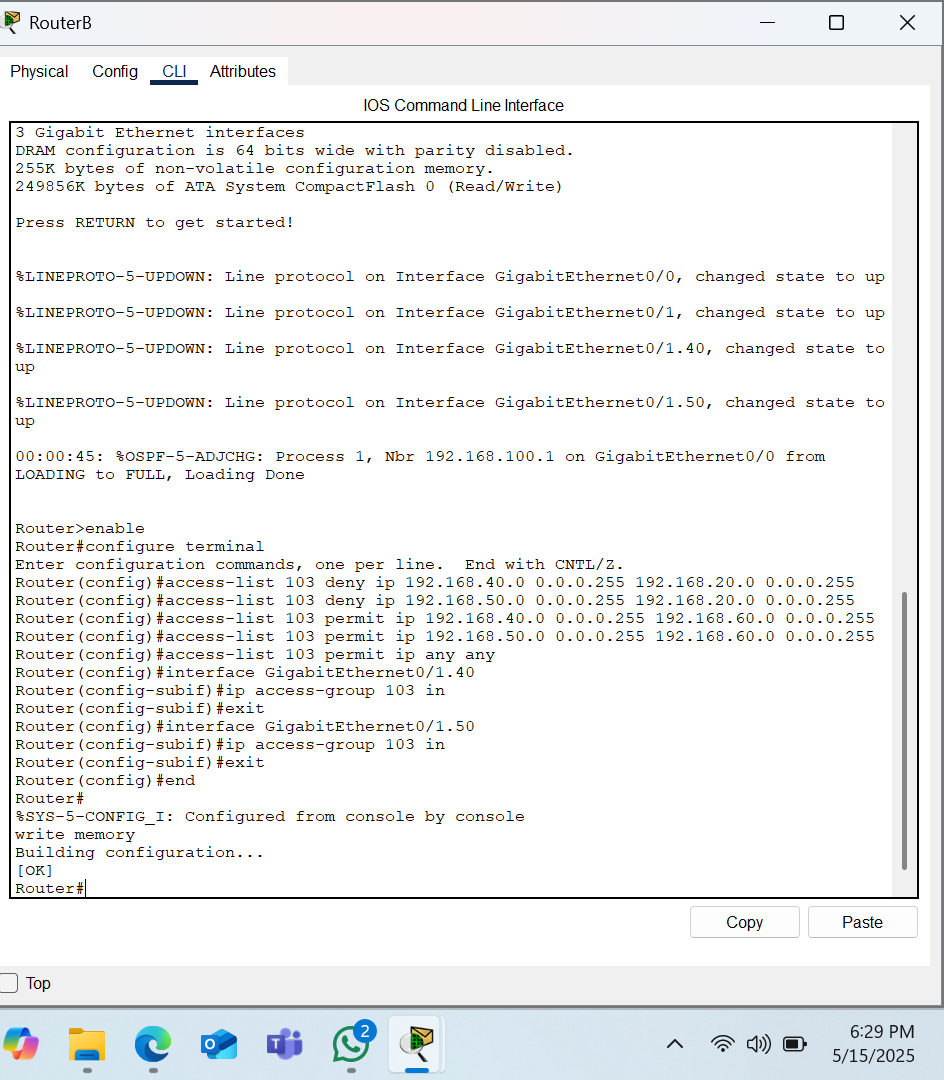 RouterB
Physical Config CLI Attributes
IOS Command Line Interface
3 Gigabit Ethernet interfaces
DRAM configuration is 64 bits wide with parity disabled.
255K bytes of non-volatile configuration memory.
249856K bytes of ATA System CompactFlash 0 (Read/Write)
Press RETURN to get started!
%LINEPROTO-5-UPDOWN: Line protocol on Interface GigabitEthernet0/0, changed state to up
%LINEPROTO-5-UPDOWN: Line protocol on Interface GigabitEthernet0/1, changed state to up
%LINEPROTO-5-UPDOWN: Line protocol on Interface GigabitEthernet0/1.40, changed state to
up
%LINEPROTO-5-UPDOWN: Line protocol on Interface GigabitEthernet0/1.50, changed state to
up
00:00:45: %OSPF-5-ADJCHG: Process 1, Nbr 192.168.100.1 on GigabitEthernet0/0 from
LOADING to FULL, Loading Done
Router>enable
Router#configure terminal
Enter configuration commands, one per line.  End with CNTL/Z.
Router(config)#access-list 103 deny ip 192.168.40.0 0.0.0.255 192.168.20.0 0.0.0.255
Router(config)#access-list 103 deny ip 192.168.50.0 0.0.0.255 192.168.20.0 0.0.0.255
Router(config)#access-list 103 permit ip 192.168.40.0 0.0.0.255 192.168.60.0 0.0.0.255
Router(config)#access-list 103 permit ip 192.168.50.0 0.0.0.255 192.168.60.0 0.0.0.255
Router(config)#access-list 103 permit ip any any
Router(config)#interface GigabitEthernet0/1.40
Router(config-subif)#ip access-group 103 in
Router(config-subif)#exit
Router(config)#interface GigabitEthernet0/1.50
Router(config-subif)#ip access-group 103 in
Router(config-subif)#exit
Router(config)#end
Router#
%SYS-5-CONFIG_I: Configured from console by console
write memory
Building configuration...
[OK]
Router#
Copy Paste
Top
2
6:29 PM
5/15/2025